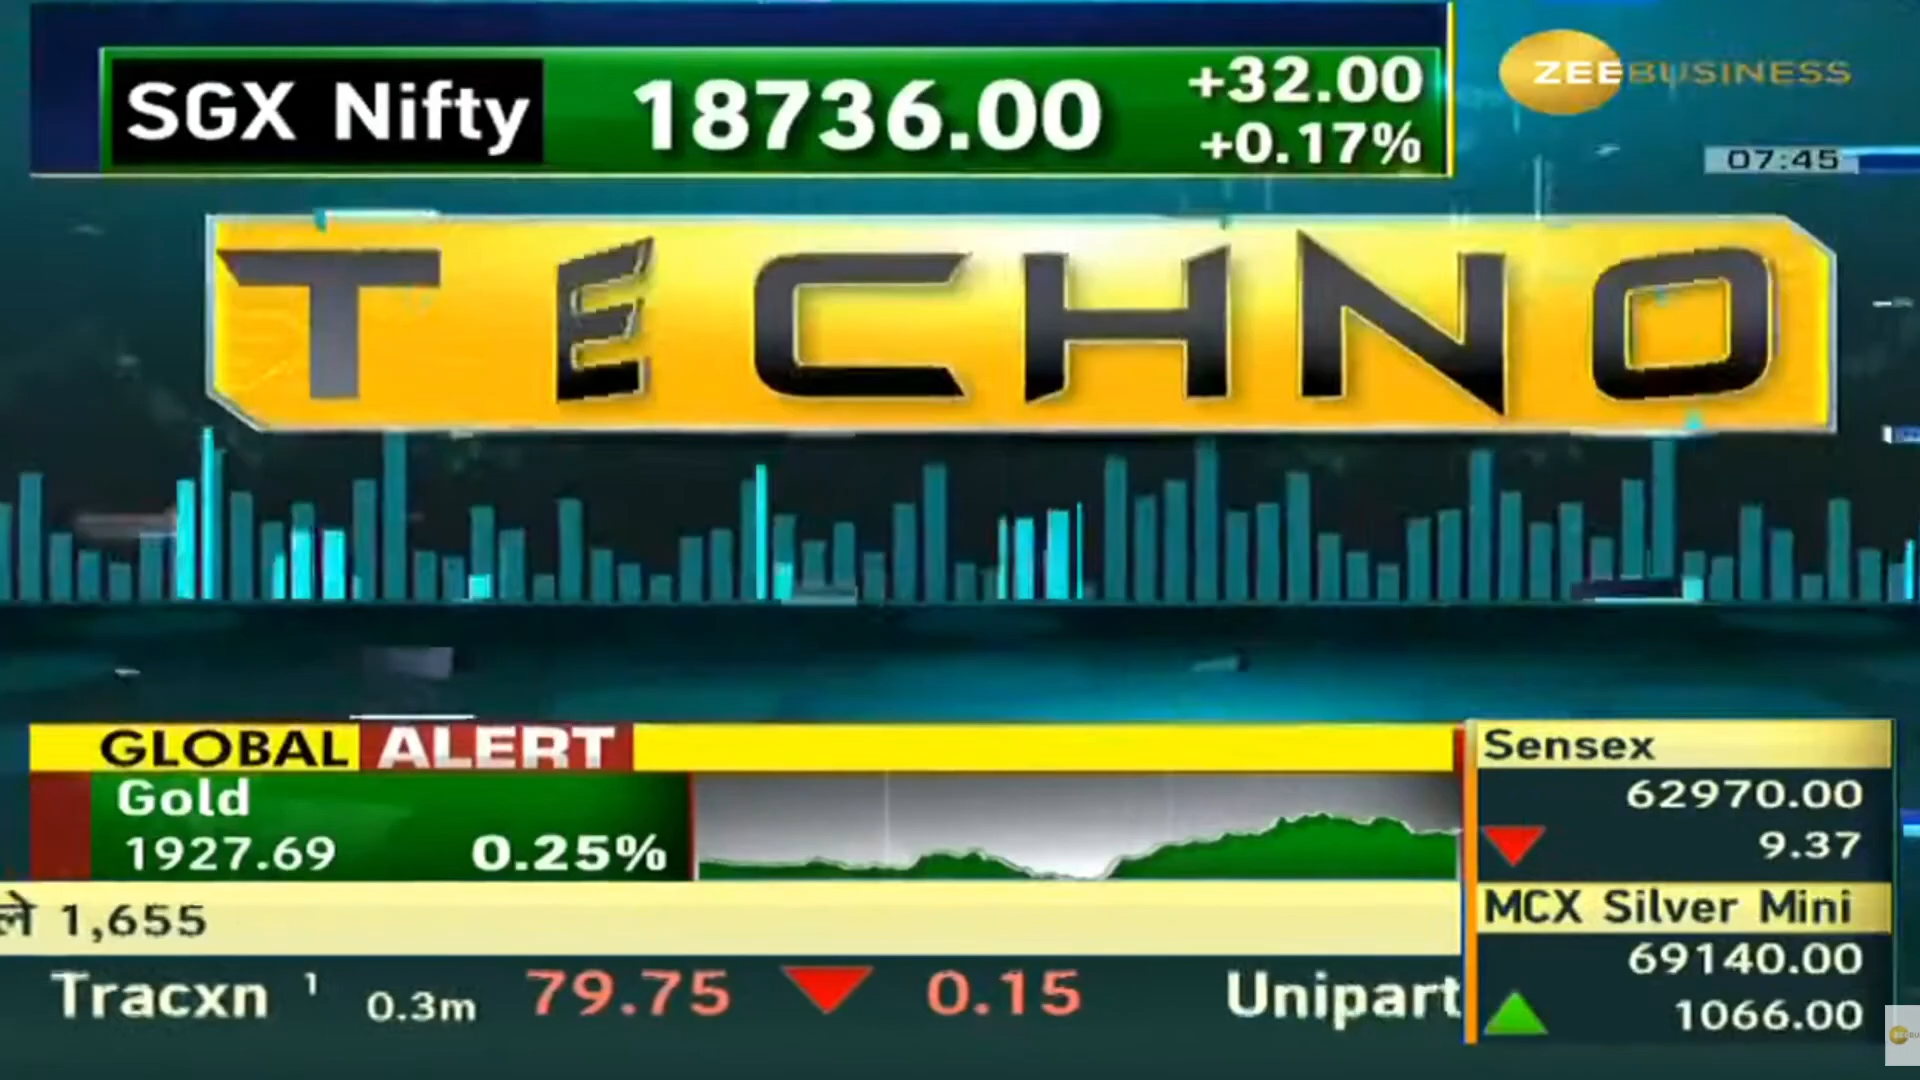 SGX Nifty 18736.00 +32.00
+0.17%
ZEEBUSINESS
07:45
TECHNO
GLOBAL ALERT
Gold
1927.69 0.25%
Sensex
62970.00
9.37
MCX Silver Mini
69140.00
1066.00
ले 1,655
Tracxn 1 0.3m 79.75 0.15 Unipart